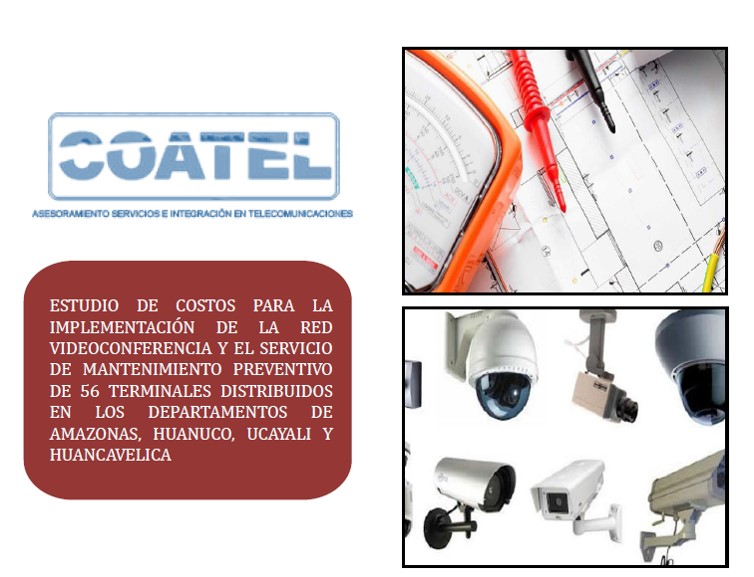 COATEL
ASESORAMIENTO SERVICIOS E INTEGRACIÓN EN TELECOMUNICACIONES
ESTUDIO DE COSTOS PARA LA
IMPLEMENTACIÓN DE LA RED
VIDEOCONFERENCIA Y EL SERVICIO
DE MANTENIMIENTO PREVENTIVO
DE 56 TERMINALES DISTRIBUIDOS
EN LOS DEPARTAMENTOS DE
AMAZONAS, HUANUCO, UCAYALI Y
HUANCAVELICA